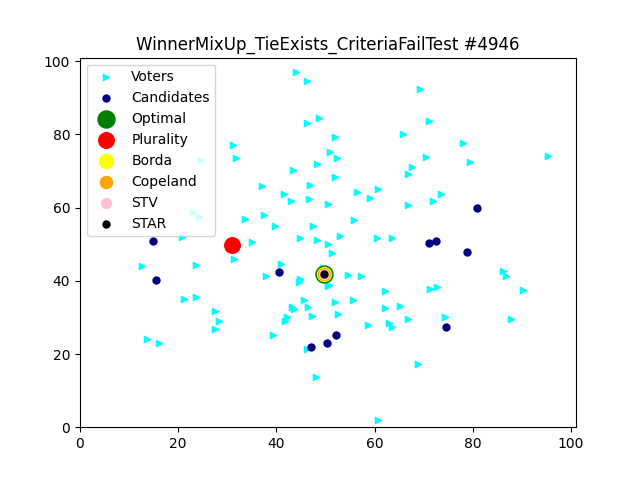 WinnerMixUp_TieExists_CriteriaFailTest #4946
Voters
Candidates
Optimal
Plurality
Borda
Copeland
STV
STAR
100
80
60
40
20
0
0 20 40 60 80 100